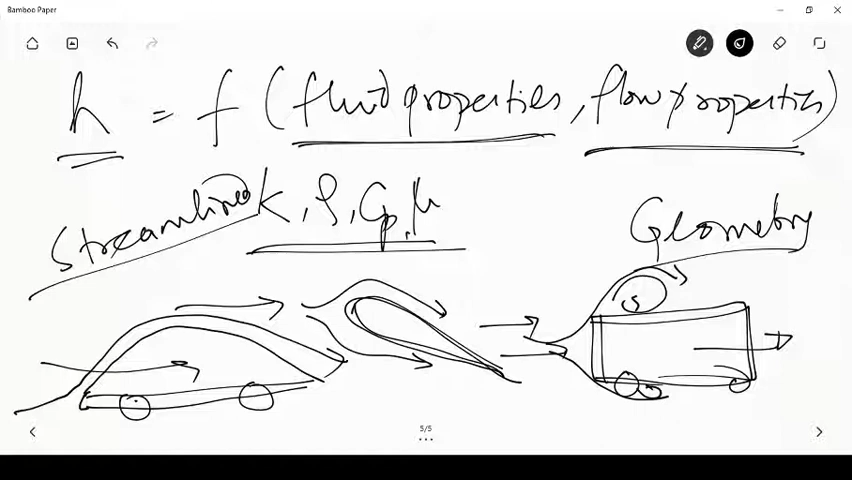 Bamboo Paper
h = f (fluid properties, flow properties)
Streamlined K, ρ, Cp, μ
Geometry
5/5